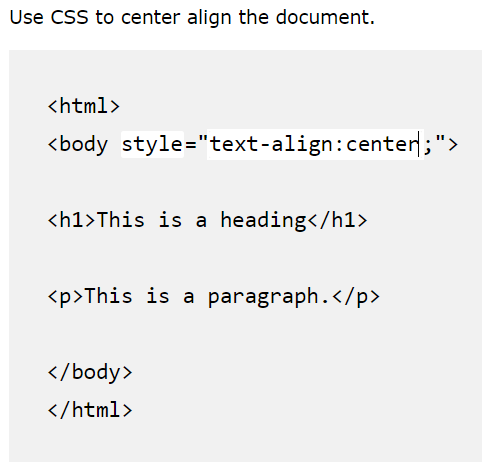 Use CSS to center align the document.
<html>
<body style="text-align:center;">
<h1>This is a heading</h1>
<p>This is a paragraph.</p>
</body>
</html>